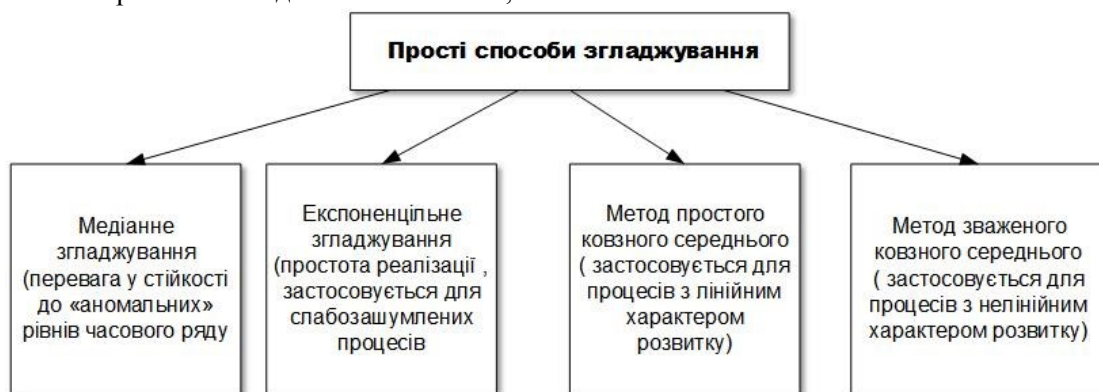 Прості способи згладжування
Медіанне
згладжування
(перевага у стійкості
до «аномальних»
рівнів часового ряду
Експоненцільне
згладжування
(простота реалізації ,
застосовується для
слабозашумлених
процесів
Метод простого
ковзного середнього
( застосовується для
процесів з лінійним
характером
розвитку)
Метод зваженого
ковзного середнього
( застосовується для
процесів з нелінійним
характером розвитку)